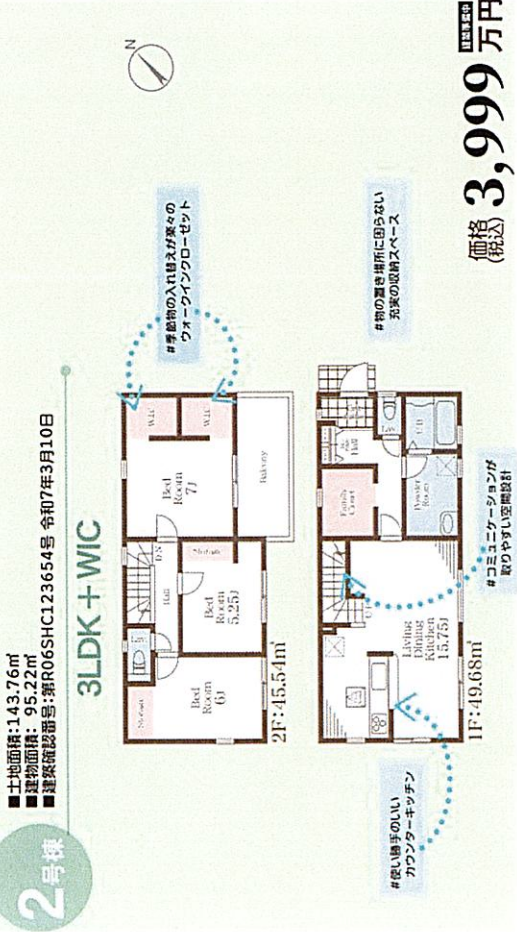 2号棟
■土地面積:143.76㎡
■建物面積: 95.22㎡
■建築確認番号:第R06SHC123654号 令和7年3月10日
3LDK+WIC
N
#季節物の入れ替えが楽々の
ウォークインクローゼット
Bed
Room
6J
Bed
Room
5.25J
Bed
Room
7J
Hall
DN
WIC
WIC
Balcony
2F:45.54㎡
#使い勝手のいい
カウンターキッチン
Living
Dining
Kitchen
15.75J
UP
Family
Closet
Powder
Room
Hall
UB
1F:49.68㎡
#コミュニケーションが
取りやすい空間設計
#物の置き場所に困らない
充実の収納スペース
価格
(税込)
3,999万円